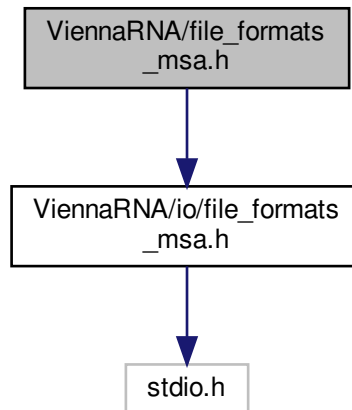 ViennaRNA/file_formats
_msa.h
ViennaRNA/io/file_formats
_msa.h
stdio.h